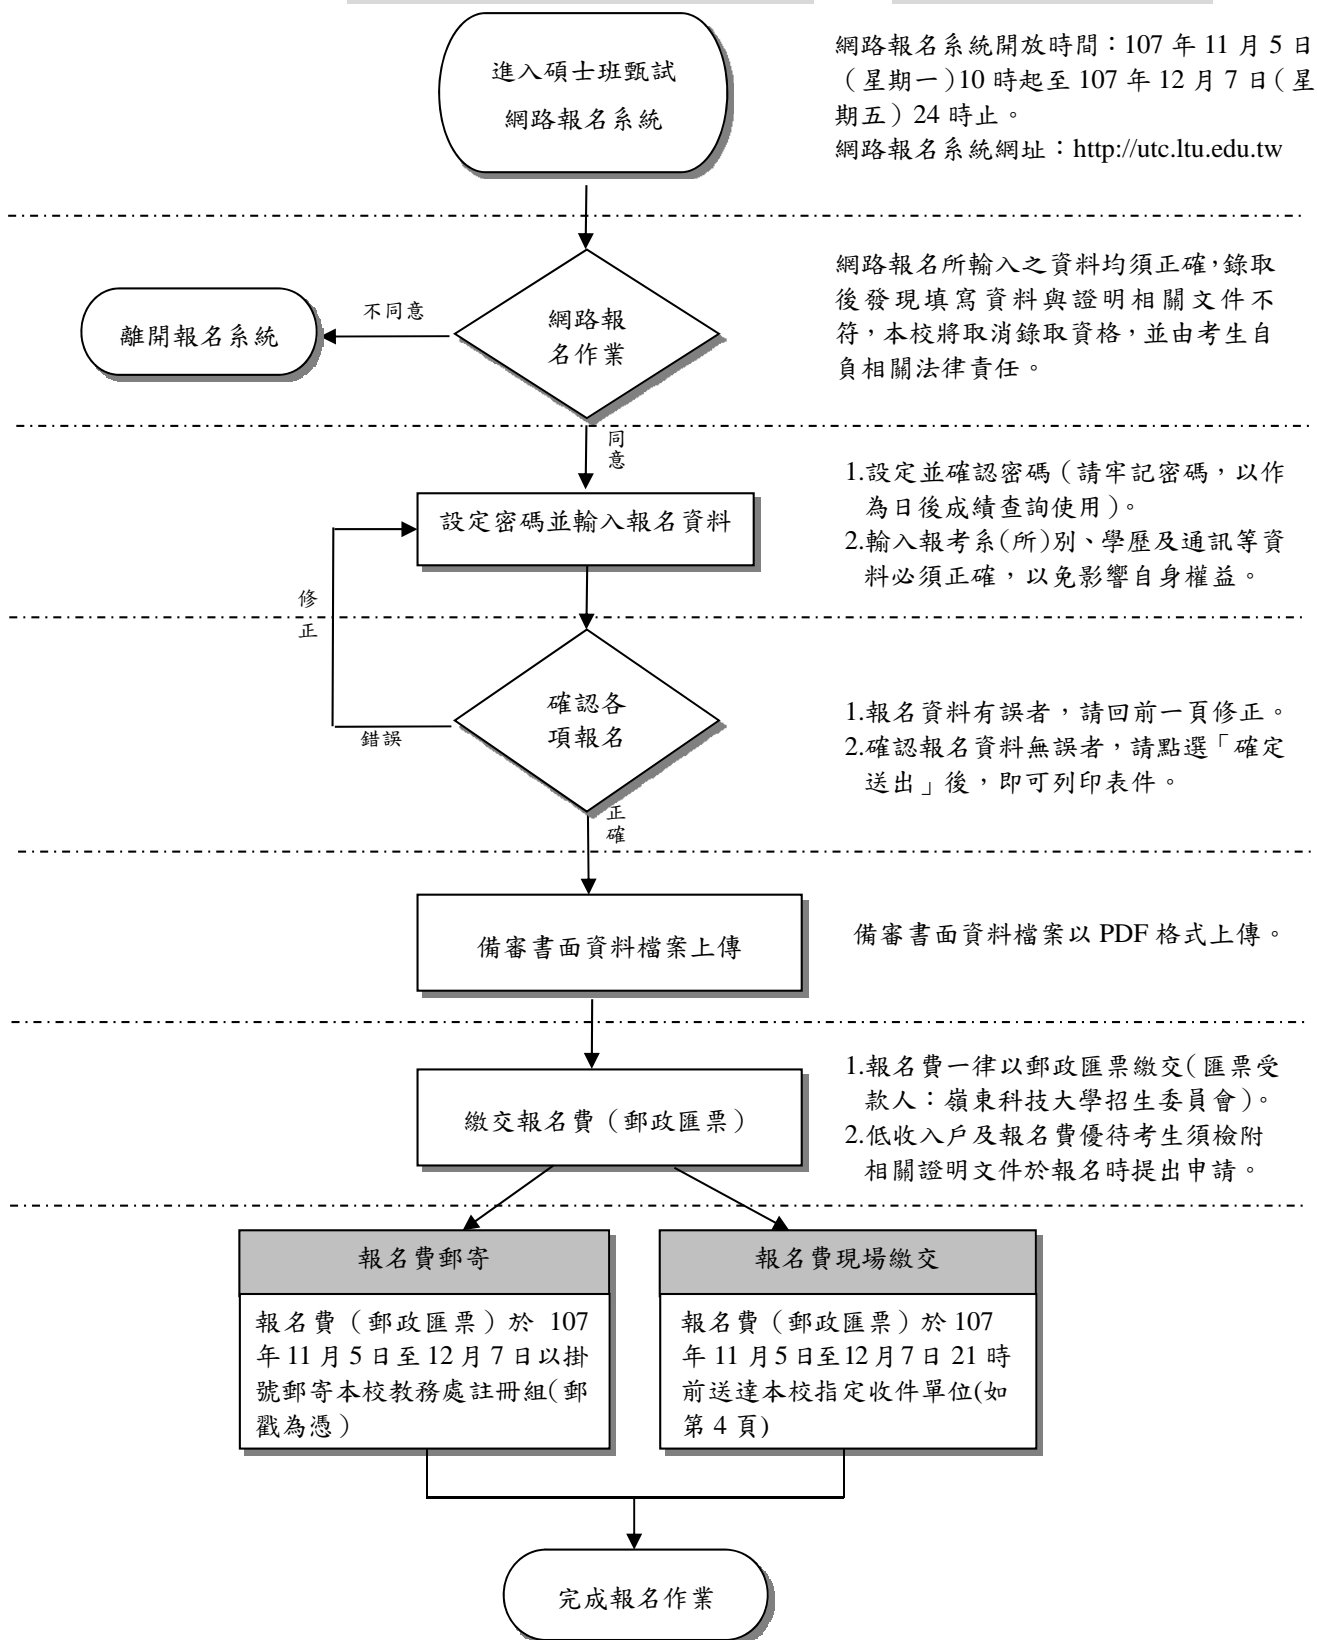 進入碩士班甄試
網路報名系統
網路報名系統開放時間：107 年 11 月 5 日
（星期一）10 時起至 107 年 12 月 7 日（星
期五）24 時止。
網路報名系統網址：http://utc.ltu.edu.tw
離開報名系統
不同意
網路報
名作業
網路報名所輸入之資料均須正確，錄取
後發現填寫資料與證明相關文件不
符，本校將取消錄取資格，並由考生自
負相關法律責任。
同
意
設定密碼並輸入報名資料
1.設定並確認密碼（請牢記密碼，以作
為日後成績查詢使用）。
2.輸入報考系(所)別、學歷及通訊等資
料必須正確，以免影響自身權益。
修
正
錯誤
確認各
項報名
1.報名資料有誤者，請回前一頁修正。
2.確認報名資料無誤者，請點選「確定
送出」後，即可列印表件。
正
確
備審書面資料檔案上傳
備審書面資料檔案以 PDF 格式上傳。
繳交報名費（郵政匯票）
1.報名費一律以郵政匯票繳交（匯票受
款人：嶺東科技大學招生委員會）。
2.低收入戶及報名費優待考生須檢附
相關證明文件於報名時提出申請。
報名費郵寄
報名費（郵政匯票）於 107
年 11 月 5 日至 12 月 7 日以掛
號郵寄本校教務處註冊組（郵
戳為憑）
報名費現場繳交
報名費（郵政匯票）於 107
年 11 月 5 日至 12 月 7 日 21 時
前送達本校指定收件單位(如
第 4 頁)
完成報名作業